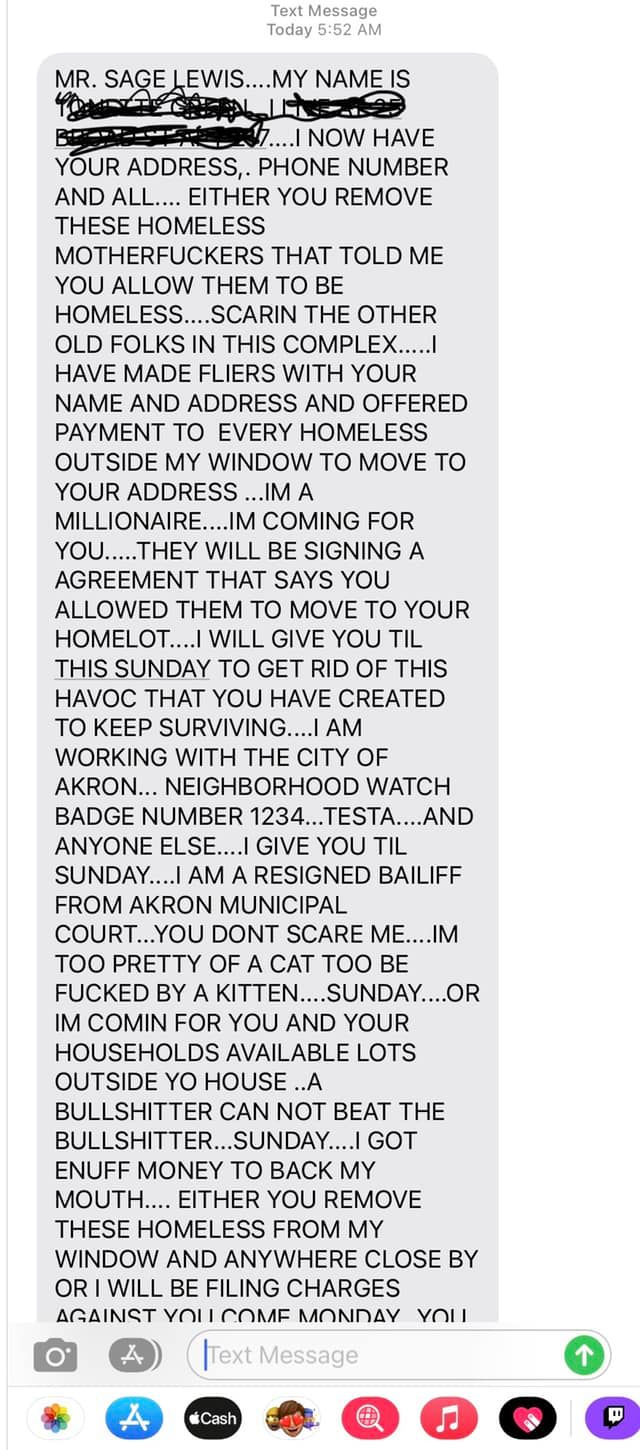 Text Message
Today 5:52 AM
MR. SAGE LEWIS....MY NAME IS
7....I NOW HAVE
YOUR ADDRESS,. PHONE NUMBER
AND ALL.... EITHER YOU REMOVE
THESE HOMELESS
MOTHERFUCKERS THAT TOLD ME
YOU ALLOW THEM TO BE
HOMELESS....SCARIN THE OTHER
OLD FOLKS IN THIS COMPLEX.....I
HAVE MADE FLIERS WITH YOUR
NAME AND ADDRESS AND OFFERED
PAYMENT TO  EVERY HOMELESS
OUTSIDE MY WINDOW TO MOVE TO
YOUR ADDRESS ...IM A
MILLIONAIRE....IM COMING FOR
YOU.....THEY WILL BE SIGNING A
AGREEMENT THAT SAYS YOU
ALLOWED THEM TO MOVE TO YOUR
HOMELOT....I WILL GIVE YOU TIL
THIS SUNDAY TO GET RID OF THIS
HAVOC THAT YOU HAVE CREATED
TO KEEP SURVIVING....I AM
WORKING WITH THE CITY OF
AKRON... NEIGHBORHOOD WATCH
BADGE NUMBER 1234...TESTA....AND
ANYONE ELSE....I GIVE YOU TIL
SUNDAY....I AM A RESIGNED BAILIFF
FROM AKRON MUNICIPAL
COURT...YOU DONT SCARE ME....IM
TOO PRETTY OF A CAT TOO BE
FUCKED BY A KITTEN....SUNDAY....OR
IM COMIN FOR YOU AND YOUR
HOUSEHOLDS AVAILABLE LOTS
OUTSIDE YO HOUSE ..A
BULLSHITTER CAN NOT BEAT THE
BULLSHITTER...SUNDAY....I GOT
ENUFF MONEY TO BACK MY
MOUTH.... EITHER YOU REMOVE
THESE HOMELESS FROM MY
WINDOW AND ANYWHERE CLOSE BY
OR I WILL BE FILING CHARGES
AGAINST YOU COME MONDAY.. YOU
Text Message
Cash